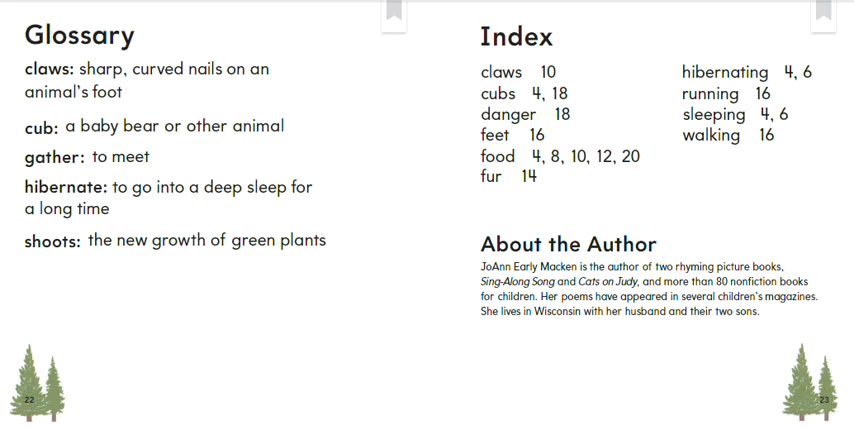 Glossary
claws: sharp, curved nails on an
animal's foot
cub: a baby bear or other animal
gather: to meet
hibernate: to go into a deep sleep for
a long time
shoots: the new growth of green plants
22
Index
claws 10
cubs 4, 18
danger 18
feet 16
food 4, 8, 10, 12, 20
fur 14
hibernating 4, 6
running 16
sleeping 4, 6
walking 16
About the Author
JoAnn Early Macken is the author of two rhyming picture books,
Sing-Along Song and Cats on Judy, and more than 80 nonfiction books
for children. Her poems have appeared in several children's magazines.
She lives in Wisconsin with her husband and their two sons.
23